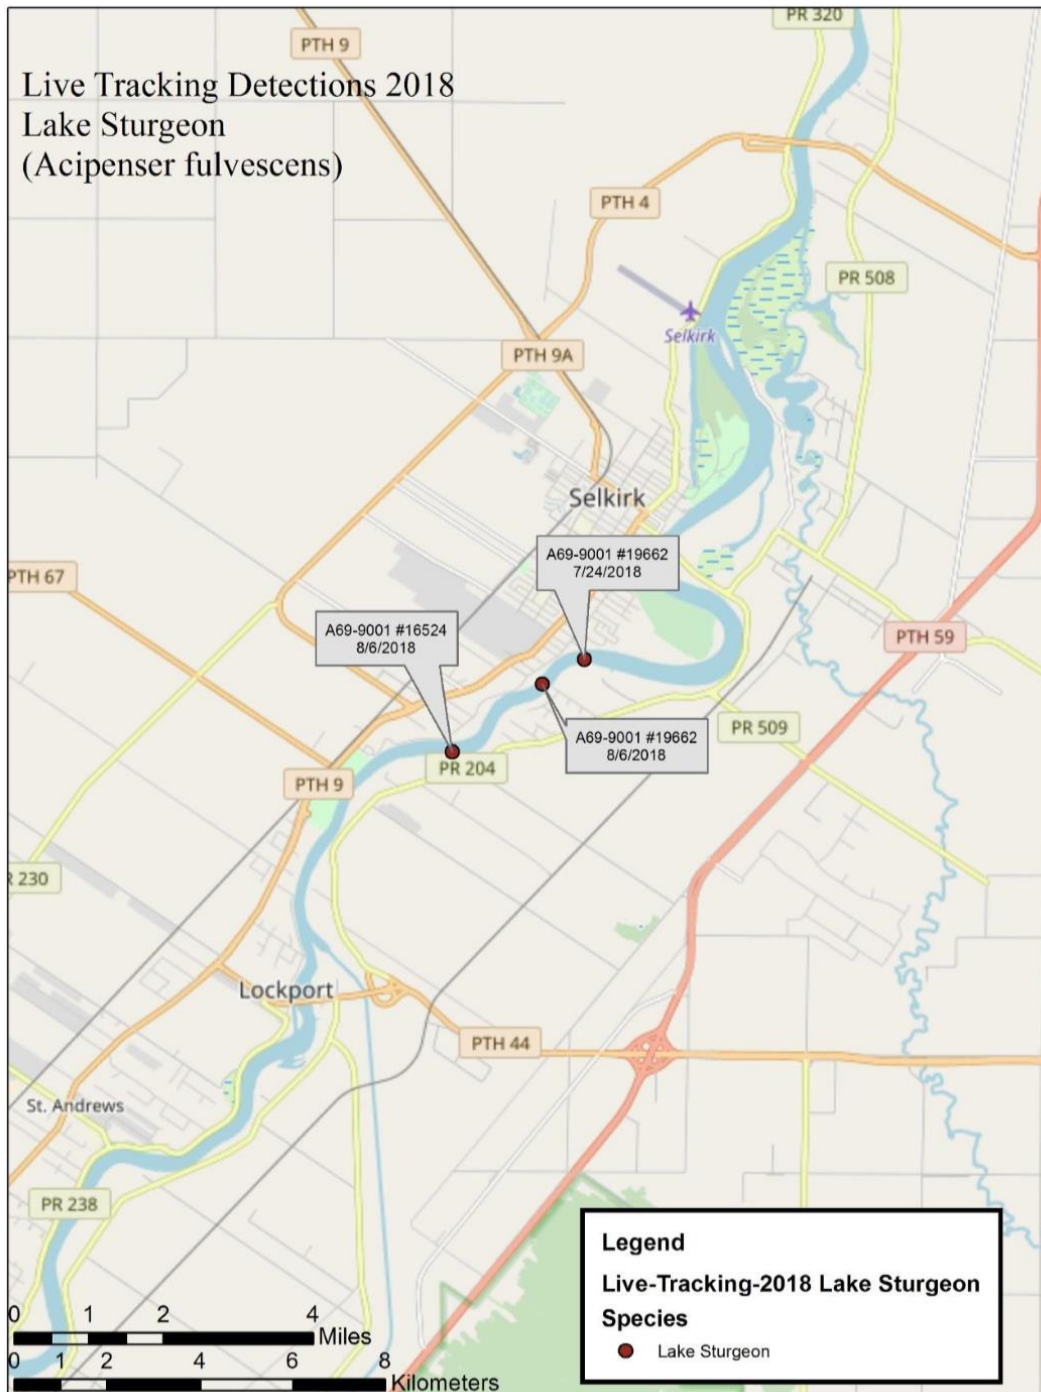 PR 320
PTH 9
Live Tracking Detections 2018
Lake Sturgeon
(Acipenser fulvescens)
PTH 4
PR 508
Selkirk
PTH 9A
Selkirk
A69-9001 #19662
7/24/2018
PTH 67
A69-9001 #16524
8/6/2018
PTH 59
A69-9001 #19662
8/6/2018
PR 509
PR 204
PTH 9
R 230
Lockport
PTH 44
St. Andrews
PR 238
Legend
Live-Tracking-2018 Lake Sturgeon
Species
Lake Sturgeon
0 1 2 4
Miles
0 1 2 4 6 8
Kilometers